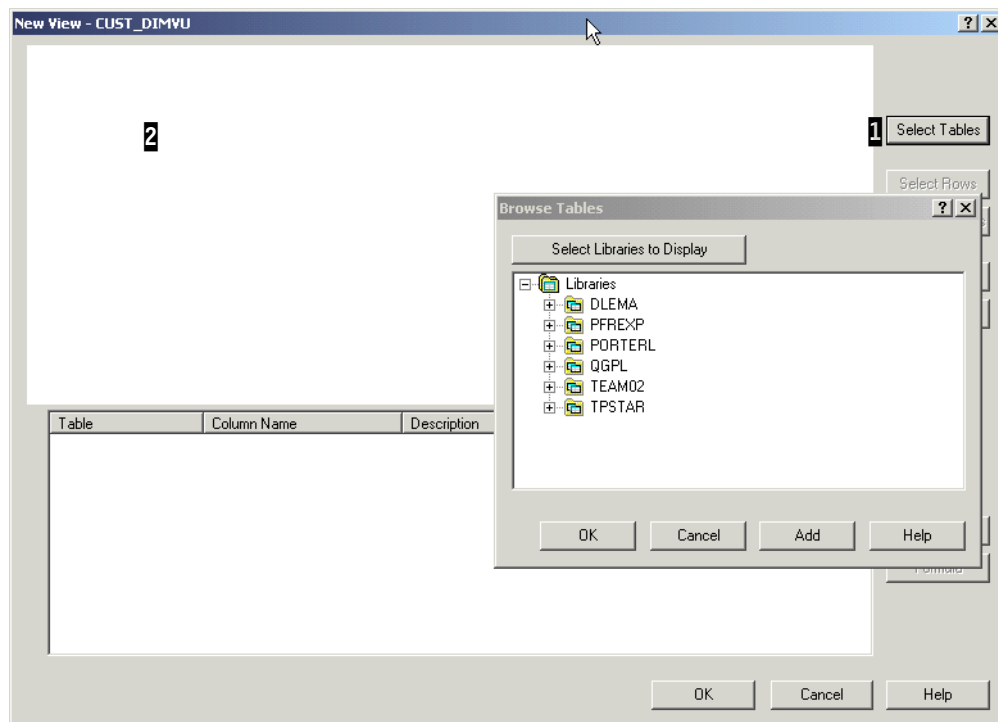 New View - CUST_DIMVU
2
1 Select Tables
Select Rows
Browse Tables
Select Libraries to Display
Libraries
DLEMA
PFREXP
PORTERL
QGPL
TEAM02
TPSTAR
Table Column Name Description
OK Cancel Add Help
Formula
OK Cancel Help